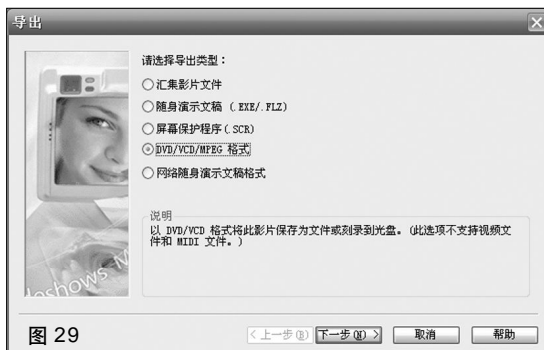 导出
请选择导出类型：
汇集影片文件
随身演示文稿 (.EXE/.FLZ)
屏幕保护程序(.SCR)
DVD/VCD/MPEG 格式
网络随身演示文稿格式
说明
以 DVD/VCD 格式将此影片保存为文件或刻录到光盘。(此选项不支持视频文
件和 MIDI 文件。)
oshows M
图 29
<上一步(B) 下一步(N) > 取消 帮助